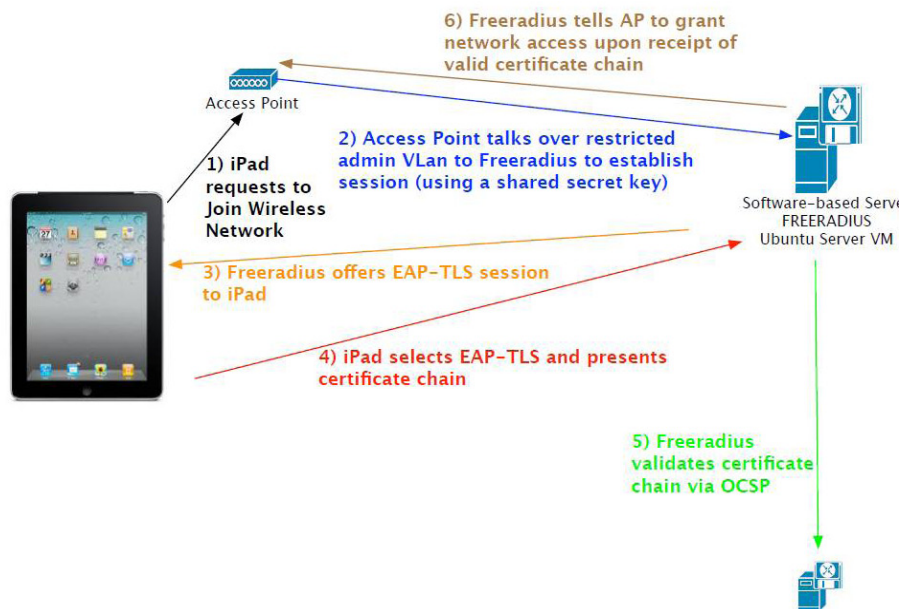 6) Freeradius tells AP to grant
network access upon receipt of
valid certificate chain
Access Point
2) Access Point talks over restricted
admin VLan to Freeradius to establish
session (using a shared secret key)
1) iPad
requests to
Join Wireless
Network
Software-based Serve
FREERADIUS
Ubuntu Server VM
3) Freeradius offers EAP-TLS session
to iPad
4) iPad selects EAP-TLS and presents
certificate chain
5) Freeradius
validates certificate
chain via OCSP
27